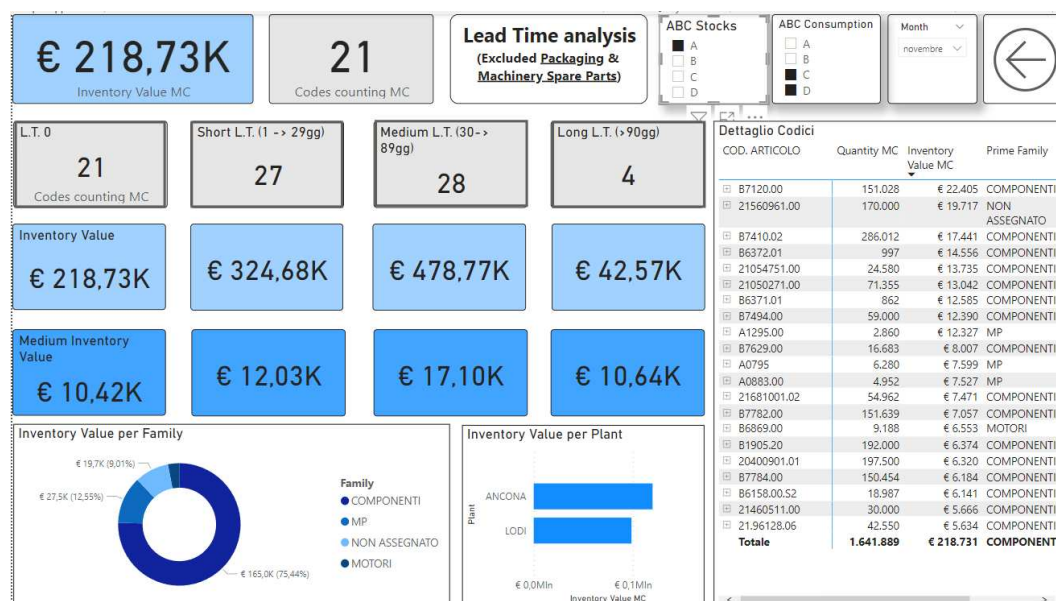 € 218,73K
Inventory Value MC
21
Codes counting MC
Lead Time analysis
(Excluded Packaging &
Machinery Spare Parts)
ABC Stocks
A
B
C
D
ABC Consumption
A
B
C
D
Month
novembre
L.T. 0
21
Codes counting MC
Short L.T. (1 -> 29gg)
27
Medium L.T. (30->
89gg)
28
Long L.T. (>90gg)
4
Inventory Value
€ 218,73K
€ 324,68K
€ 478,77K
€ 42,57K
Medium Inventory
Value
€ 10,42K
€ 12,03K
€ 17,10K
€ 10,64K
Inventory Value per Family
€ 19,7K (9,01%)
€ 27,5K (12,55%)
€ 165,0K (75,44%)
Family
COMPONENTI
MP
NON ASSEGNATO
MOTORI
Inventory Value per Plant
Plant
ANCONA
LODI
€ 0,0Mln € 0,1Mln
Inventory Value MC
Dettaglio Codici
COD. ARTICOLO Quantity MC Inventory Value MC Prime Family
B7120.00 151.028 € 22.405 COMPONENTI
21560961.00 170.000 € 19.717 NON
ASSEGNATO
B7410.02 286.012 € 17.441 COMPONENTI
B6372.01 997 € 14.556 COMPONENTI
21054751.00 24.580 € 13.735 COMPONENTI
21050271.00 71.355 € 13.042 COMPONENTI
B6371.01 862 € 12.585 COMPONENTI
B7494.00 59.000 € 12.390 COMPONENTI
A1295.00 2.860 € 12.327 MP
B7629.00 16.683 € 8.007 COMPONENTI
A0795 6.280 € 7.599 MP
A0883.00 4.952 € 7.527 MP
21681001.02 54.962 € 7.471 COMPONENTI
B7782.00 151.639 € 7.057 COMPONENTI
B6869.00 9.188 € 6.553 MOTORI
B1905.20 192.000 € 6.374 COMPONENTI
20400901.01 197.500 € 6.320 COMPONENTI
B7784.00 150.454 € 6.184 COMPONENTI
B6158.00.S2 18.987 € 6.141 COMPONENTI
21460511.00 30.000 € 5.666 COMPONENTI
21.96128.06 42.550 € 5.634 COMPONENTI
Totale 1.641.889 € 218.731 COMPONENT